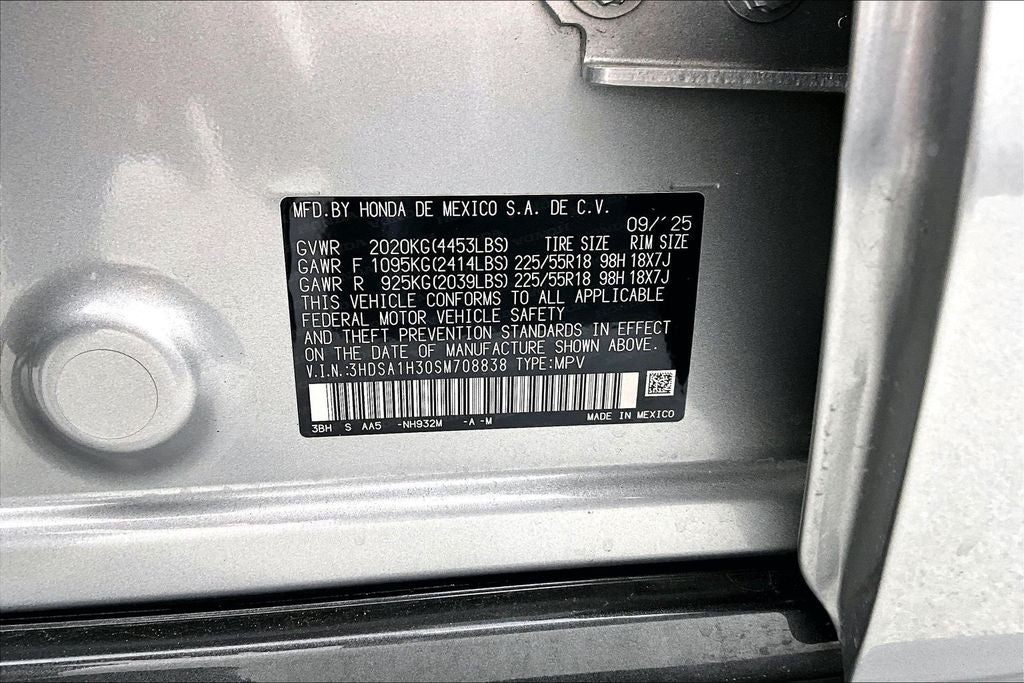 MFD.BY HONDA DE MEXICO S.A. DE C.V.
09/´25
GVWR 2020KG(4453LBS) TIRE SIZE RIM SIZE
GAWR F 1095KG(2414LBS) 225/55R18 98H 18X7J
GAWR R 925KG(2039LBS) 225/55R18 98H 18X7J
THIS VEHICLE CONFORMS TO ALL APPLICABLE
FEDERAL MOTOR VEHICLE SAFETY
AND THEFT PREVENTION STANDARDS IN EFFECT
ON THE DATE OF MANUFACTURE SHOWN ABOVE.
V.I.N.:3HDSA1H30SM708838 TYPE:MPV
3BH S AA5 -NH932M -A -M MADE IN MEXICO